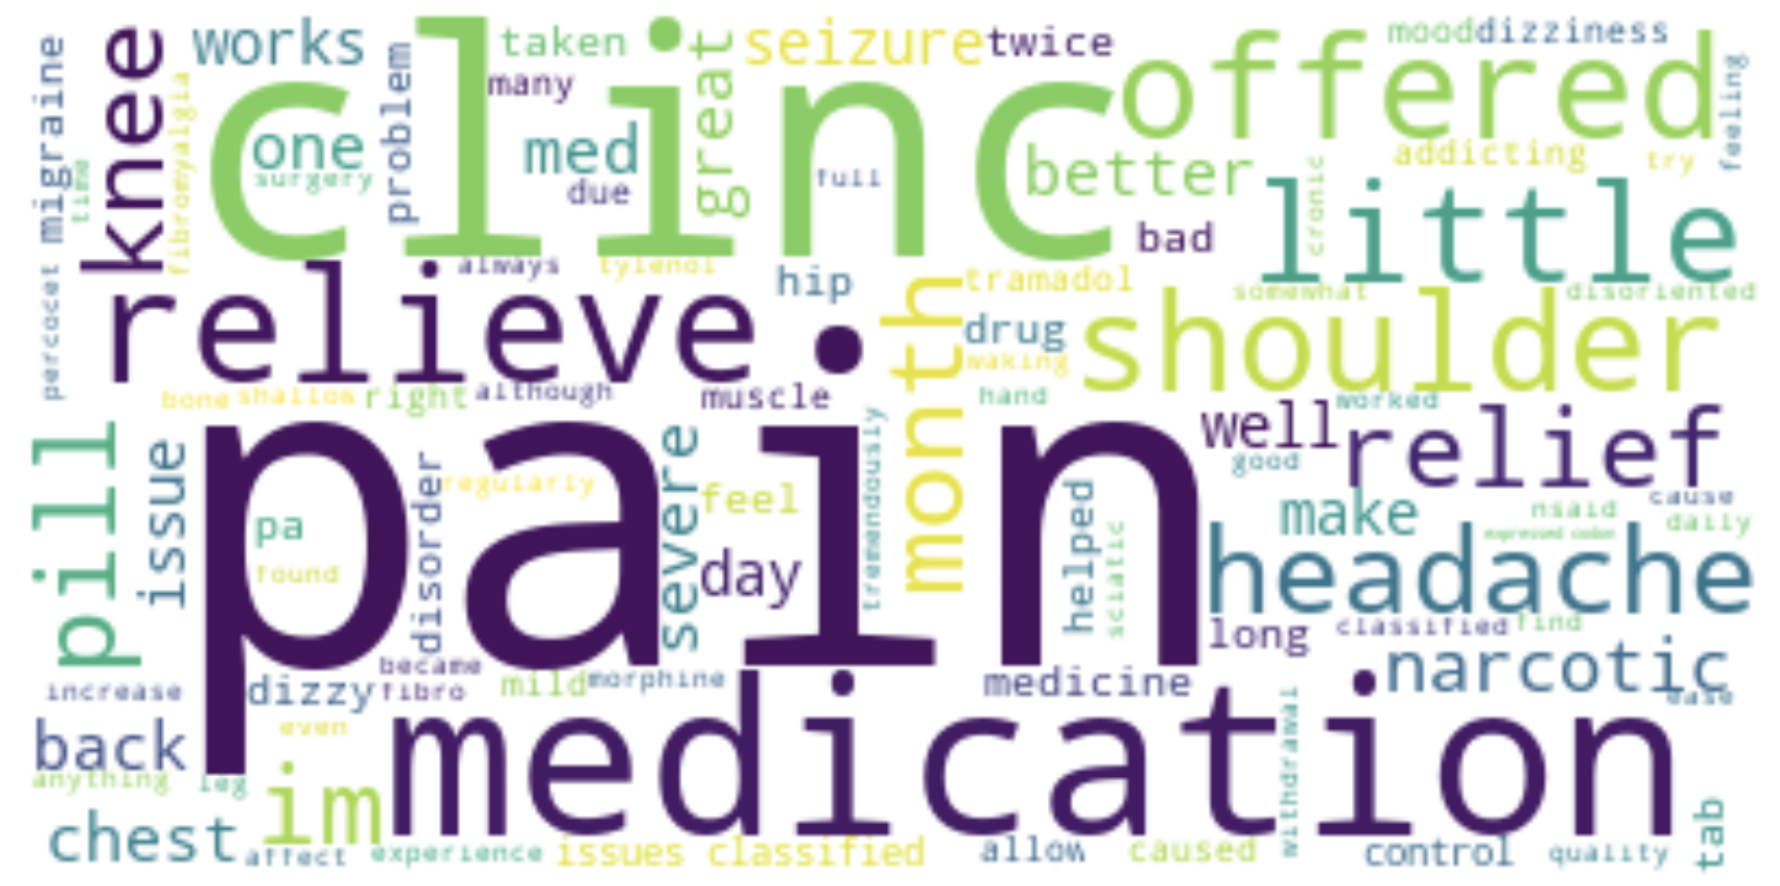 clinc
pain
medication
relieve
offered
little
shoulder
relief
headache
knee
works
taken
many
seizure
twice
mood
dizziness
feeling
migraine
time
fibromyalgia
percocet
one
surgery
problem
med
due
great
full
better
addicting
try
cronic
bad
always
tylenol
hip
month
tramadol
drug
waking
somewhat
disoriented
bone
shallow
right
although
muscle
hand
worked
well
good
pill
issue
pa
found
disorder
regularly
severe
feel
day
tremendously
helped
sciatic
make
nsaid
cause
daily
long
classified
find
narcotic
ease
increase
dizzy
became
fibro
mild
morphine
medicine
back
even
anything
leg
im
withdrawal
chest
affect
experience
issues classified
allow
caused
control
quality
tab